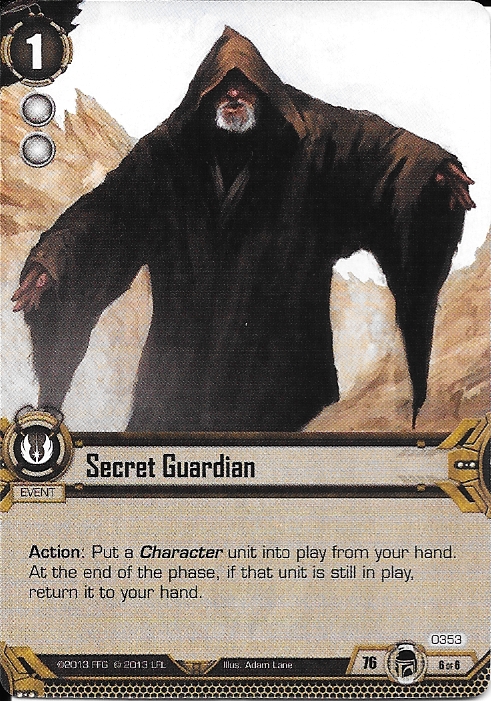 1
Secret Guardian
EVENT
Action: Put a Character unit into play from your hand.
At the end of the phase, if that unit is still in play,
return it to your hand.
0353
©2013 FFG © 2013 LFL Illus. Adam Lane 76 6 OF 6